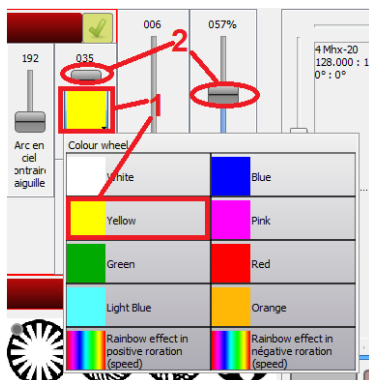 006 057%
2
192 035
4 Mhx-20
128.000 : 1
0° : 0°
1
Arc en
ciel
ontraire
aiguille
Colour wheel
White Blue
Yellow Pink
Green Red
Light Blue Orange
Rainbow effect in
positive roration
(speed)
Rainbow effect in
négative roration
(speed)